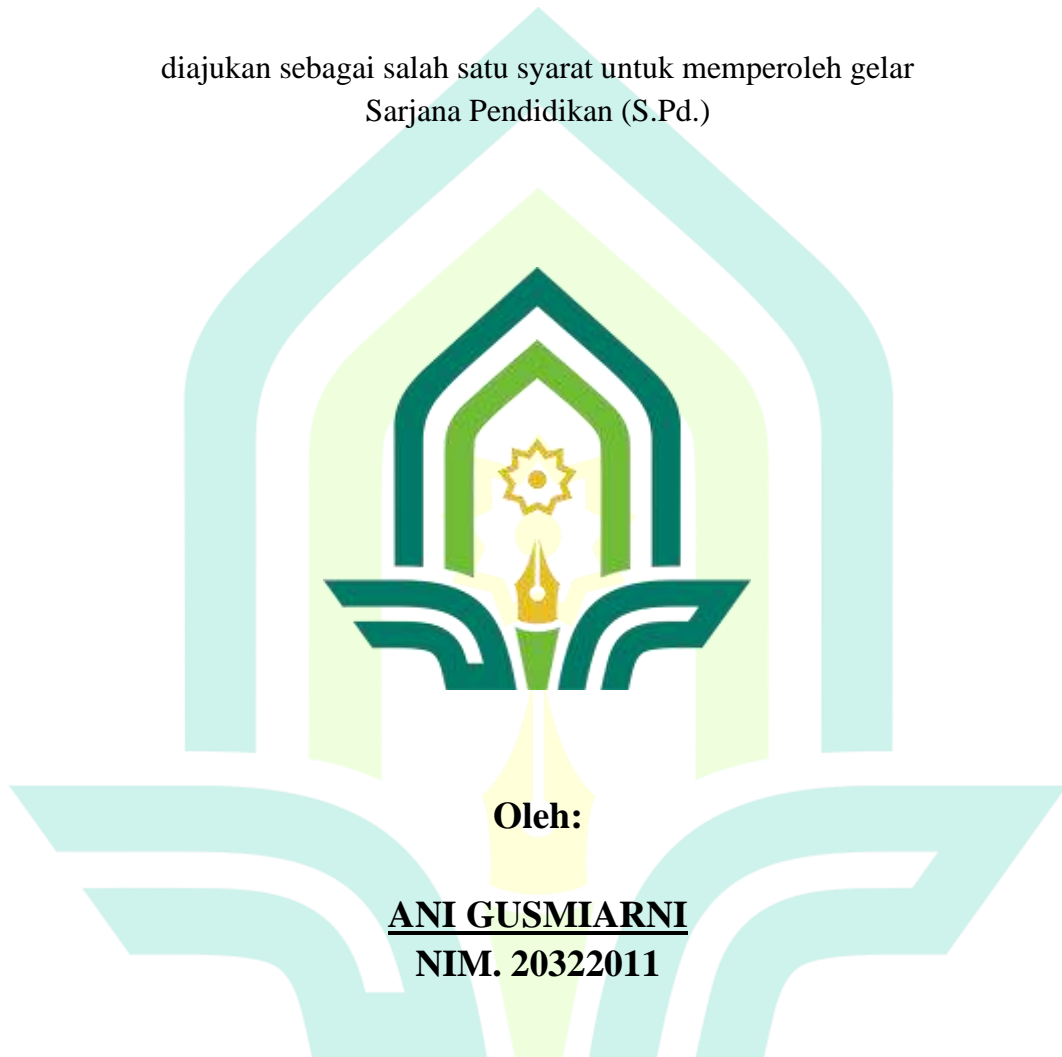 diajukan sebagai salah satu syarat untuk memperoleh gelar
Sarjana Pendidikan (S.Pd.)
Oleh:
ANI GUSMIARNI
NIM. 20322011